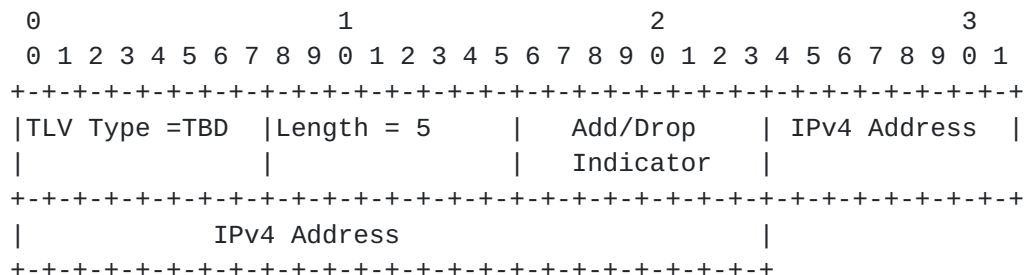 0                   1                   2                   3
 0 1 2 3 4 5 6 7 8 9 0 1 2 3 4 5 6 7 8 9 0 1 2 3 4 5 6 7 8 9 0 1
+-+-+-+-+-+-+-+-+-+-+-+-+-+-+-+-+-+-+-+-+-+-+-+-+-+-+-+-+-+-+-+-+
|TLV Type =TBD  |Length = 5     |   Add/Drop    | IPv4 Address  |
|               |               |   Indicator   |
+-+-+-+-+-+-+-+-+-+-+-+-+-+-+-+-+-+-+-+-+-+-+-+-+-+-+-+-+-+-+-+-+
|            IPv4 Address                       |
+-+-+-+-+-+-+-+-+-+-+-+-+-+-+-+-+-+-+-+-+-+-+-+-+